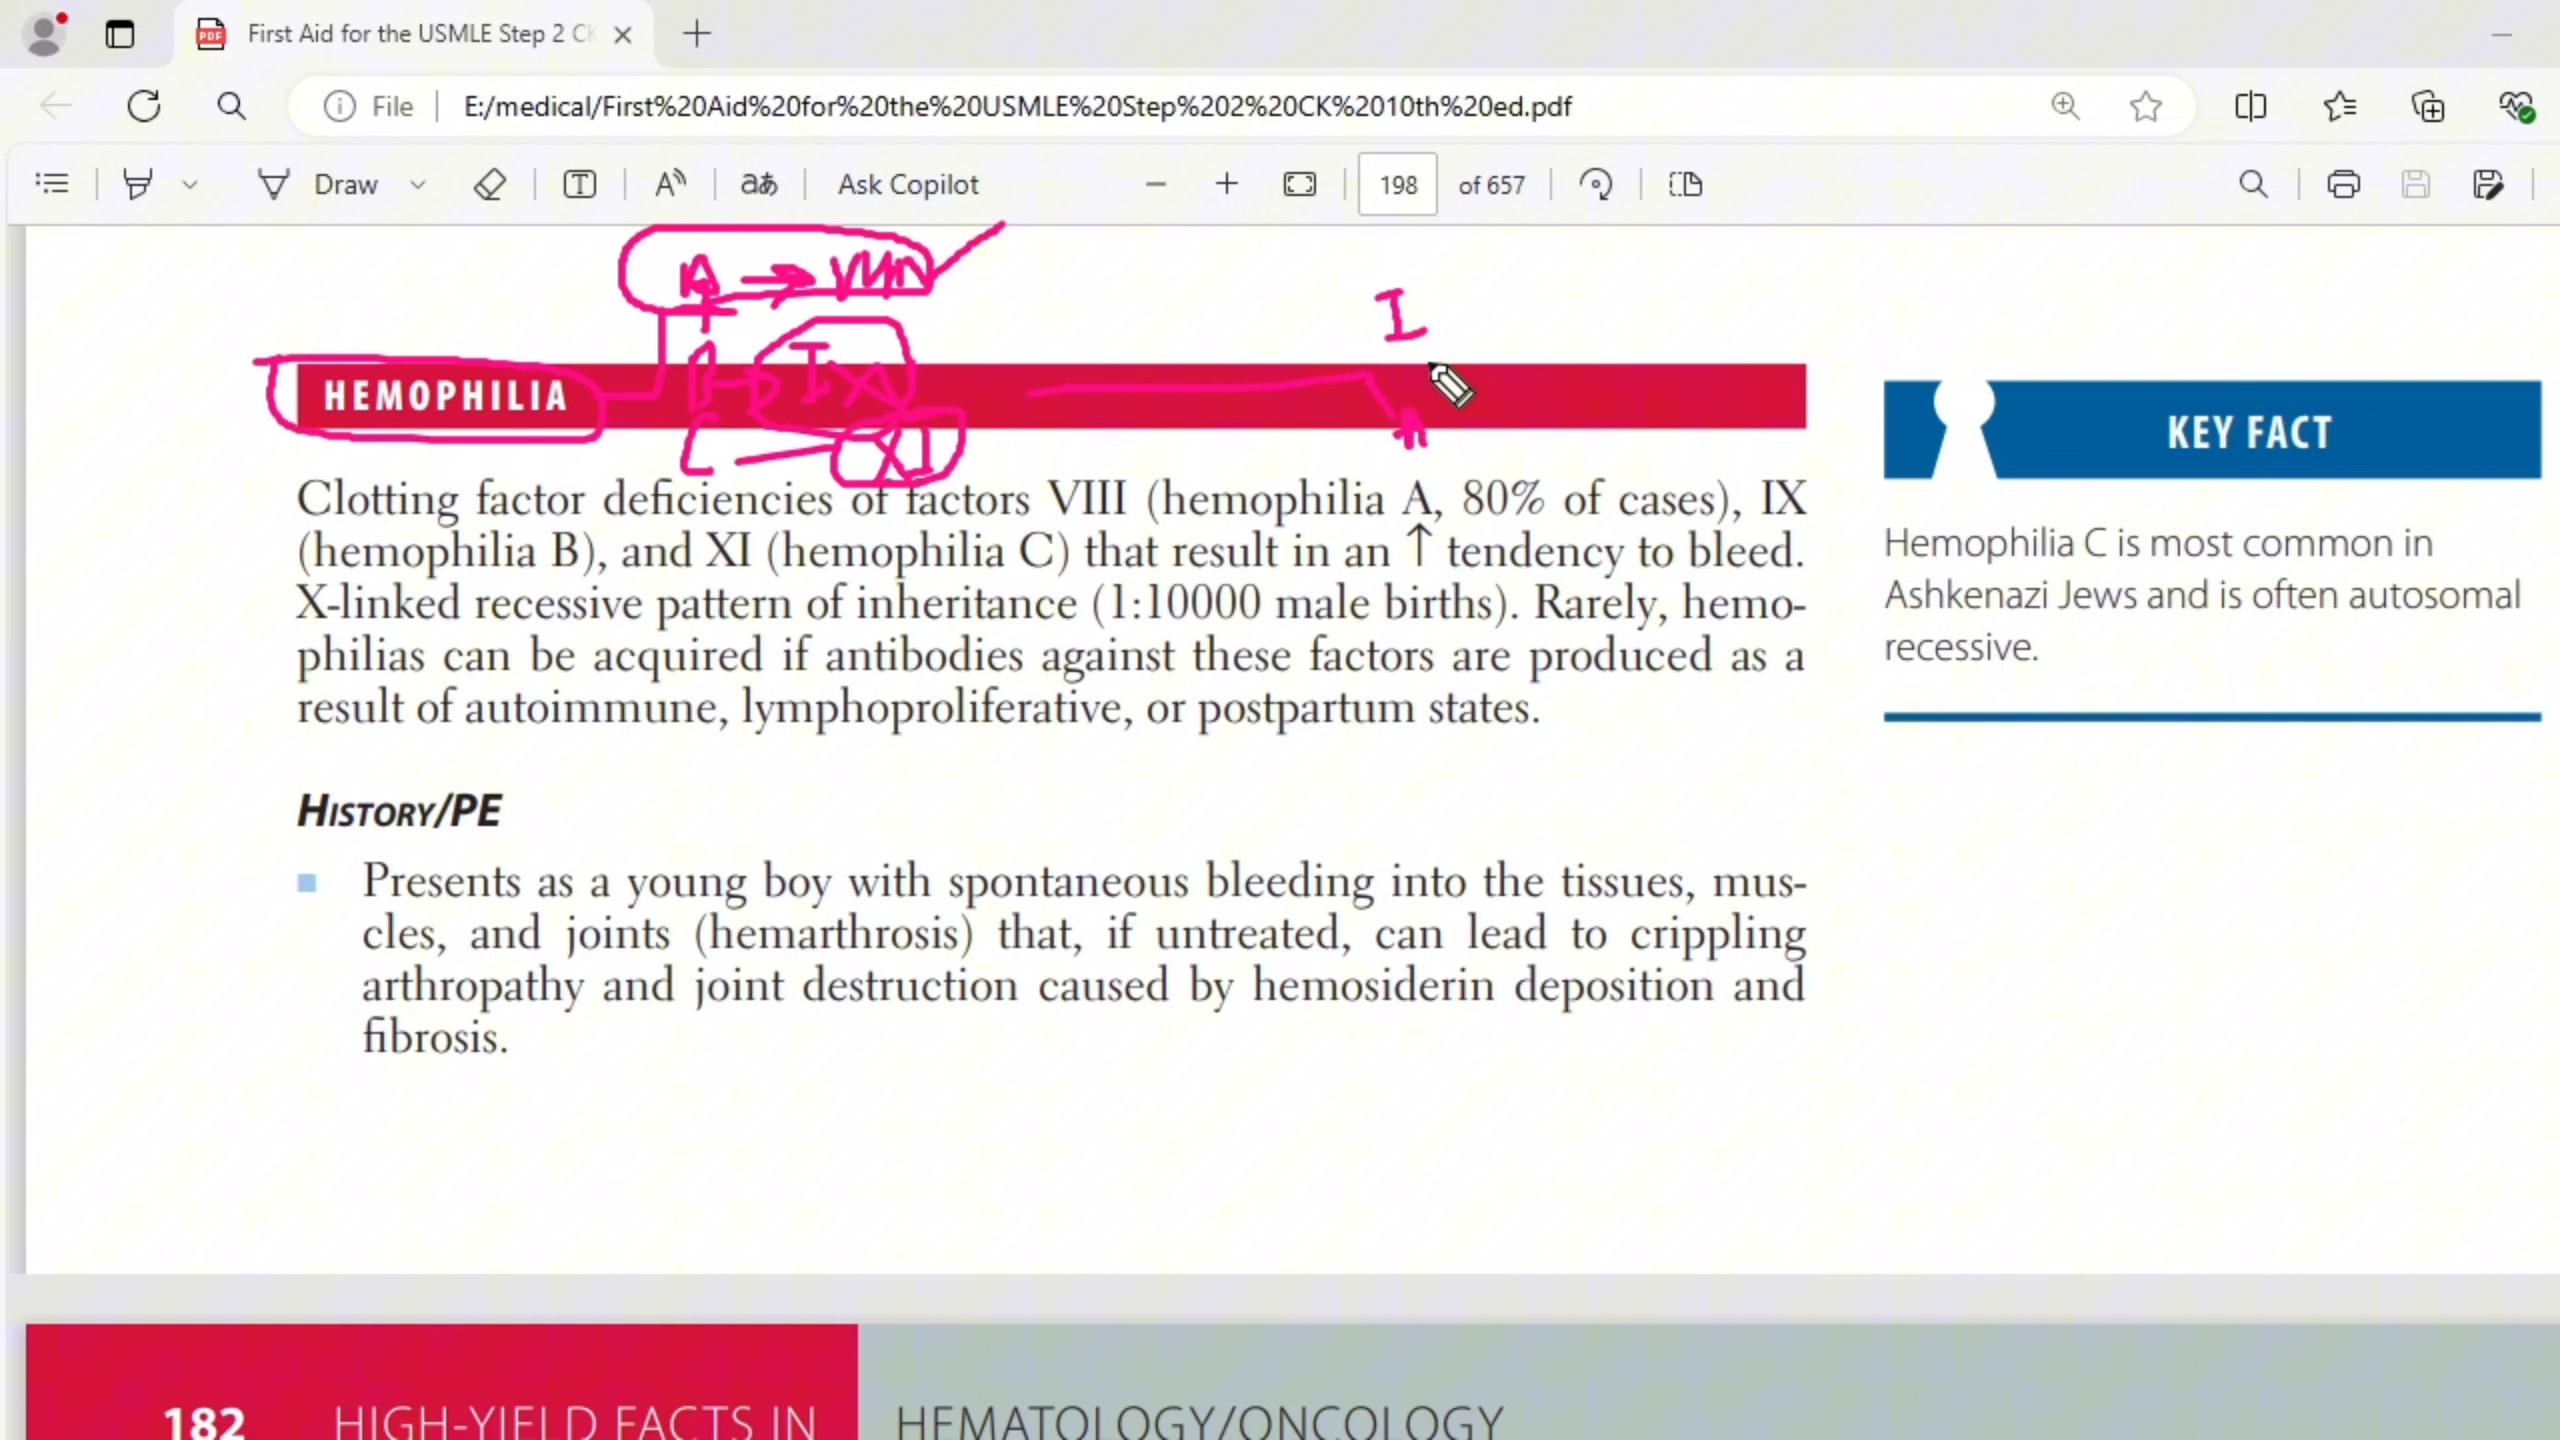 First Aid for the USMLE Step 2 CK
File E:/medical/First%20Aid%20for%20the%20USMLE%20Step%202%20CK%2010th%20ed.pdf
Draw T A aあ Ask Copilot 198 of 657
A → VIII
I
B → IX
HEMOPHILIA
C XI
KEY FACT
Clotting factor deficiencies of factors VIII (hemophilia A, 80% of cases), IX
(hemophilia B), and XI (hemophilia C) that result in an ↑ tendency to bleed.
X-linked recessive pattern of inheritance (1:10000 male births). Rarely, hemo-
philias can be acquired if antibodies against these factors are produced as a
result of autoimmune, lymphoproliferative, or postpartum states.
Hemophilia C is most common in
Ashkenazi Jews and is often autosomal
recessive.
HISTORY/PE
Presents as a young boy with spontaneous bleeding into the tissues, mus-
cles, and joints (hemarthrosis) that, if untreated, can lead to crippling
arthropathy and joint destruction caused by hemosiderin deposition and
fibrosis.
182 HIGH-YIELD FACTS IN HEMATOLOGY/ONCOLOGY